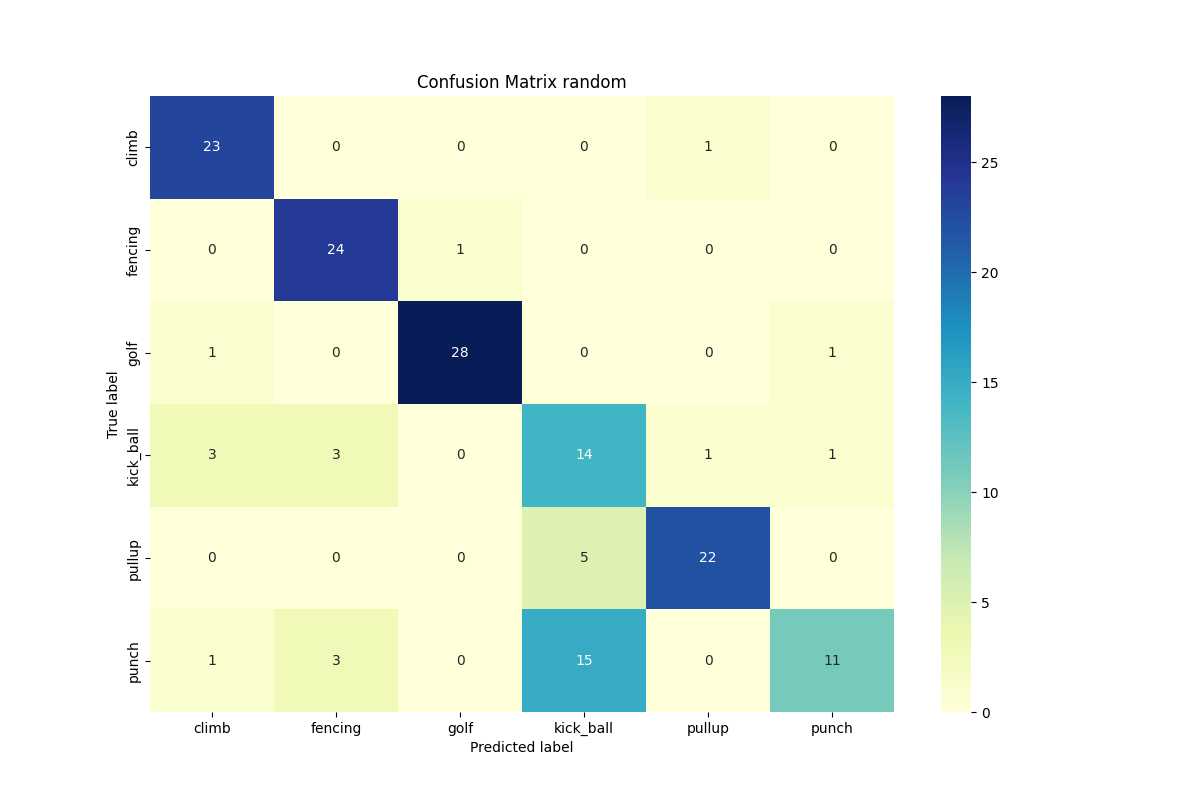 Confusion Matrix random
True label
climb 23 0 0 0 1 0
fencing 0 24 1 0 0 0
golf 1 0 28 0 0 1
kick_ball 3 3 0 14 1 1
pullup 0 0 0 5 22 0
punch 1 3 0 15 0 11
climb fencing golf kick_ball pullup punch
Predicted label
25
20
15
10
5
0